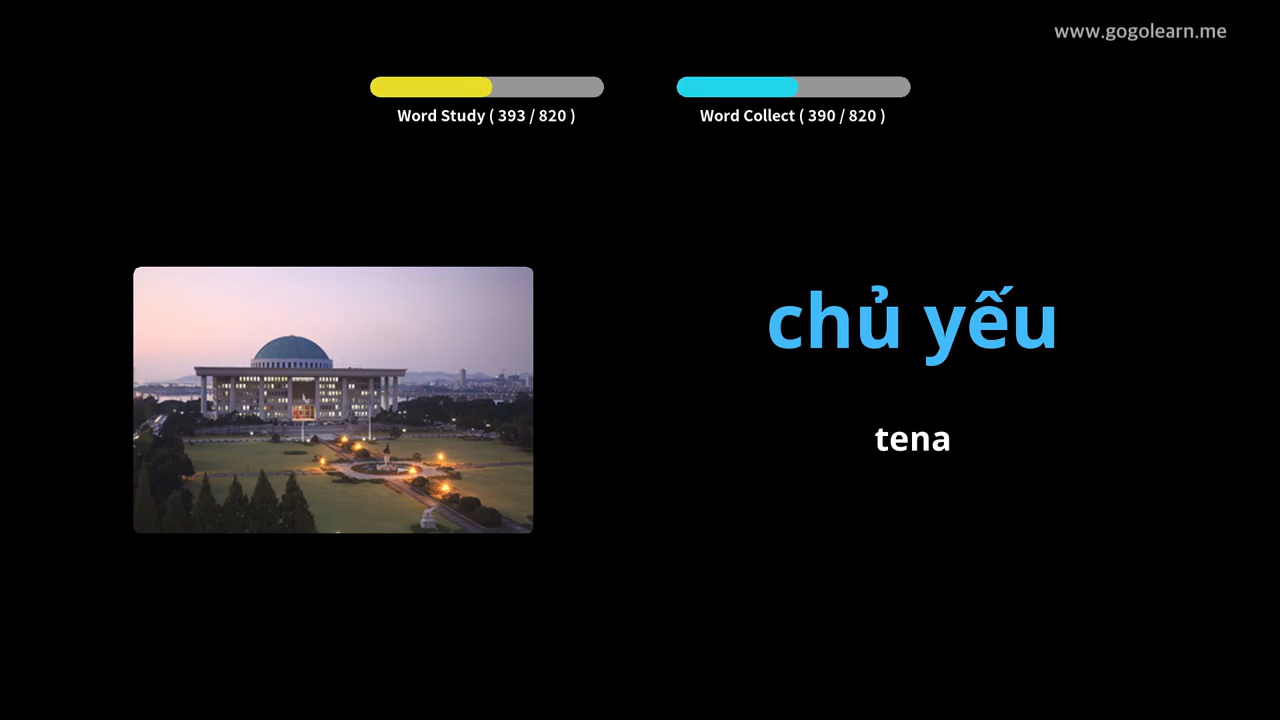 www.gogolearn.me
Word Study ( 393 / 820 )
Word Collect ( 390 / 820 )
chủ yếu
tena